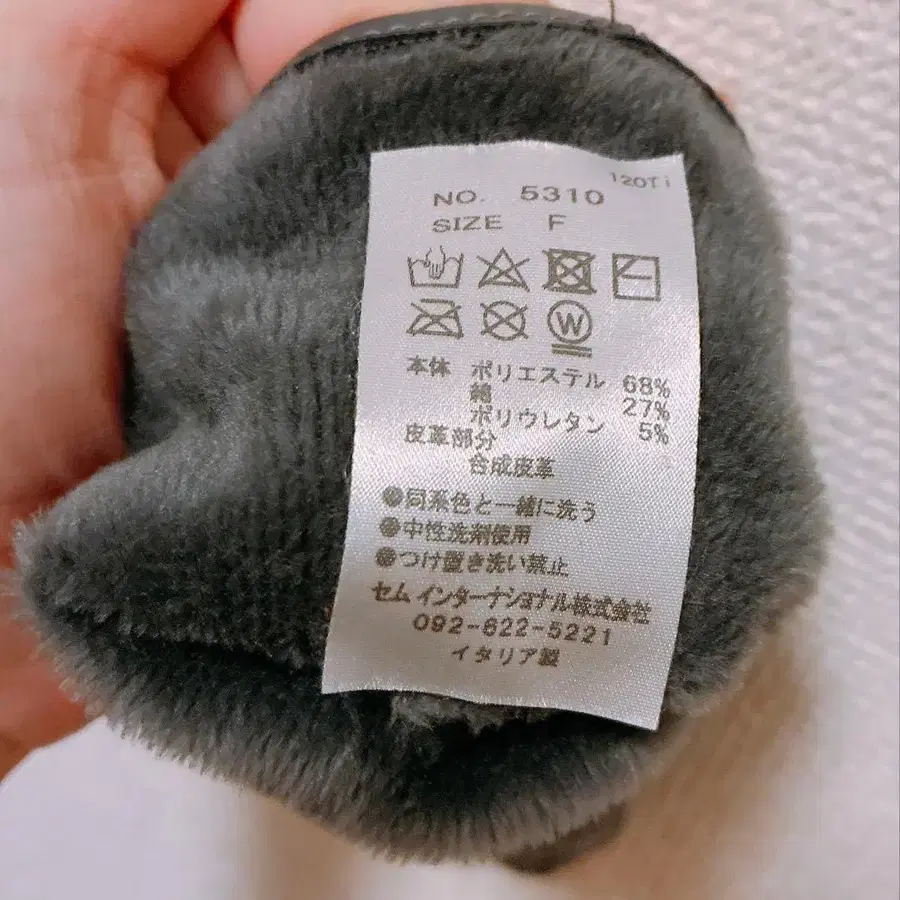 120Ti
NO. 5310
SIZE F
W
本体 ポリエステル 68%
綿 27%
ポリウレタン 5%
皮革部分
合成皮革
●同系色と一緒に洗う
●中性洗剤使用
●つけ置き洗い禁止
セム インターナショナル株式会社
092-622-5221
イタリア製